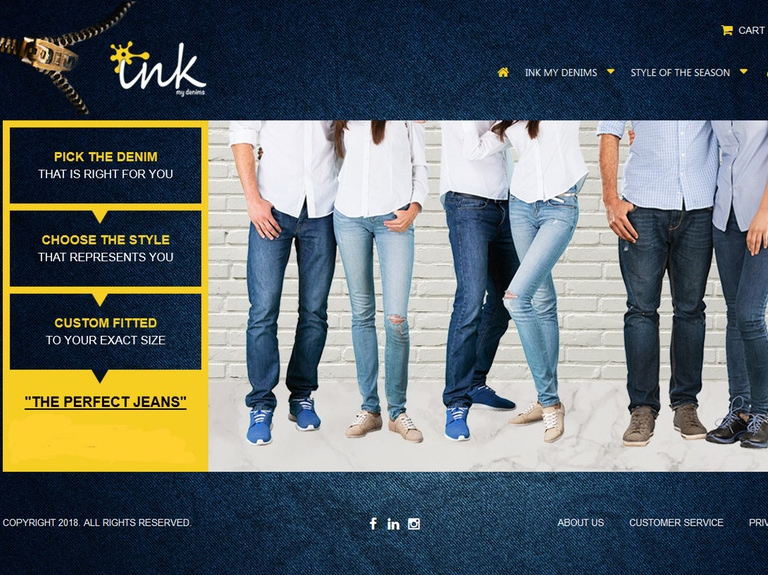 CART
ink
my denims
INK MY DENIMS
STYLE OF THE SEASON
PICK THE DENIM
THAT IS RIGHT FOR YOU
CHOOSE THE STYLE
THAT REPRESENTS YOU
CUSTOM FITTED
TO YOUR EXACT SIZE
"THE PERFECT JEANS"
COPYRIGHT 2018. ALL RIGHTS RESERVED
ABOUT US
CUSTOMER SERVICE
PRIV